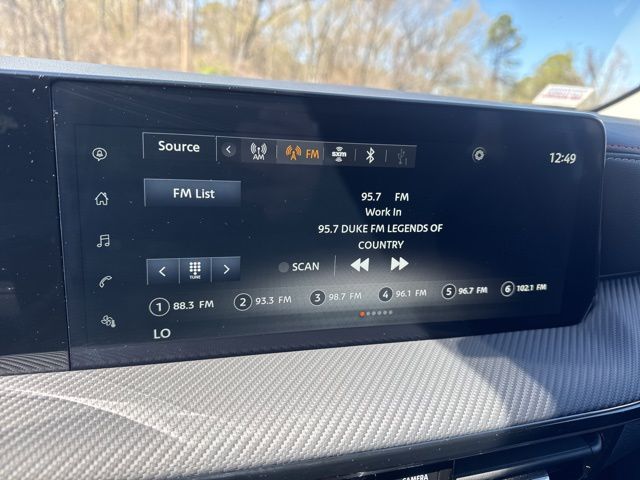 Source
AM
FM
sxm
12:49
FM List
95.7 FM
Work In
95.7 DUKE FM LEGENDS OF
COUNTRY
TUNE
SCAN
1 88.3 FM
2 93.3 FM
3 98.7 FM
4 96.1 FM
5 96.7 FM
6 102.1 FM
LO
CAMERA